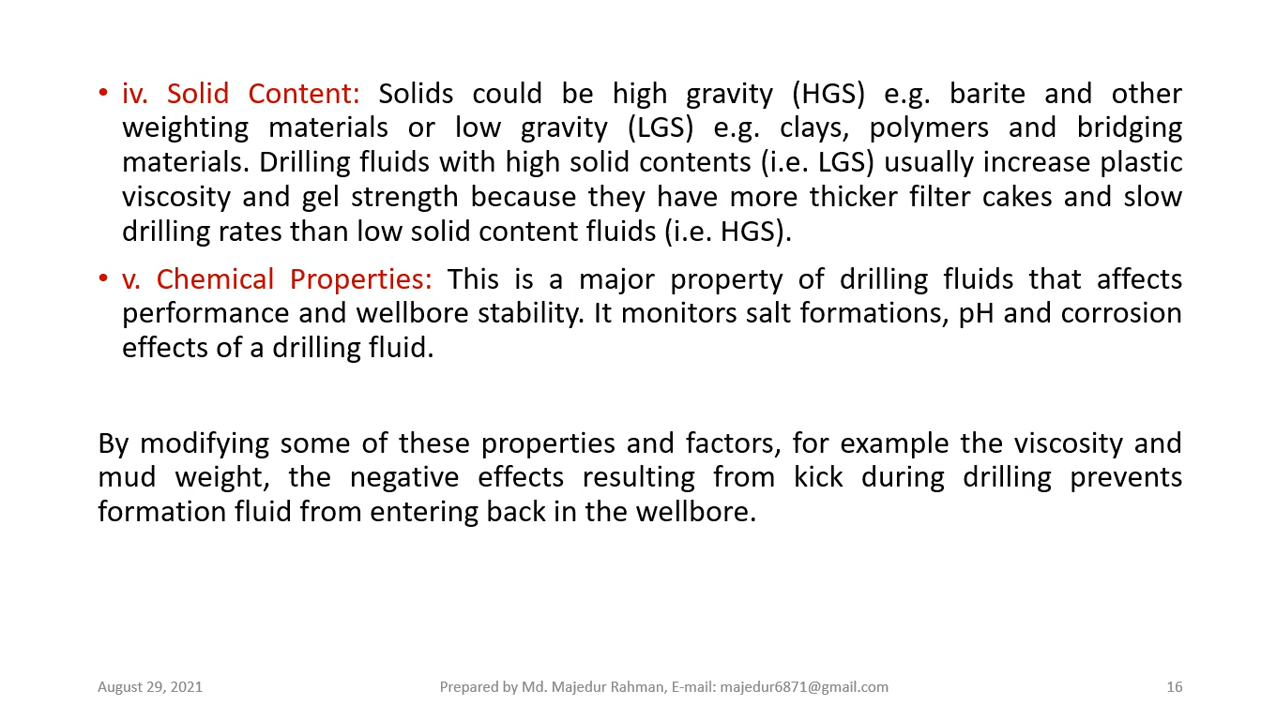 • iv. Solid Content: Solids could be high gravity (HGS) e.g. barite and other
weighting materials or low gravity (LGS) e.g. clays, polymers and bridging
materials. Drilling fluids with high solid contents (i.e. LGS) usually increase plastic
viscosity and gel strength because they have more thicker filter cakes and slow
drilling rates than low solid content fluids (i.e. HGS).
• v. Chemical Properties: This is a major property of drilling fluids that affects
performance and wellbore stability. It monitors salt formations, pH and corrosion
effects of a drilling fluid.
By modifying some of these properties and factors, for example the viscosity and
mud weight, the negative effects resulting from kick during drilling prevents
formation fluid from entering back in the wellbore.
August 29, 2021 Prepared by Md. Majedur Rahman, E-mail: majedur6871@gmail.com 16